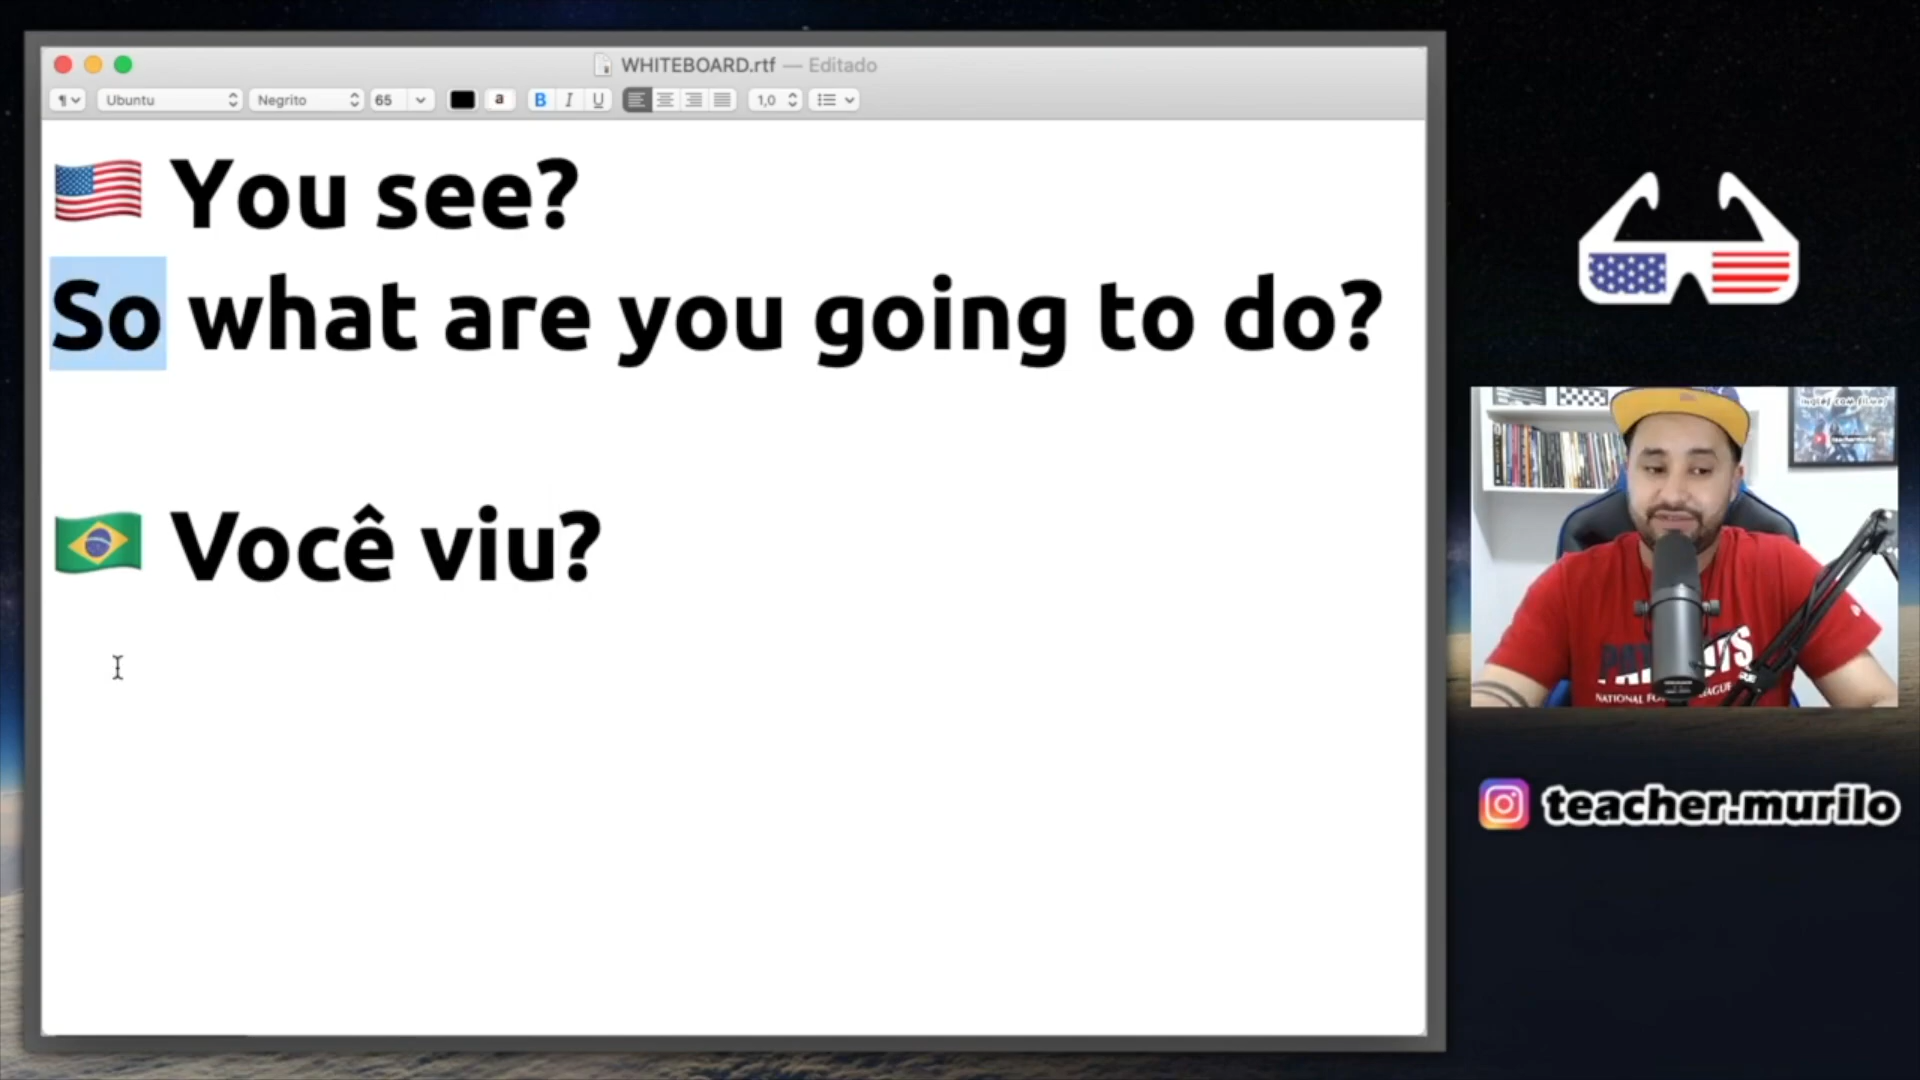 WHITEBOARD.rtf — Editado
Ubuntu Negrito 65 a B I U 1,0
You see?
So what are you going to do?
Você viu?
teacher.murilo
NATIONAL